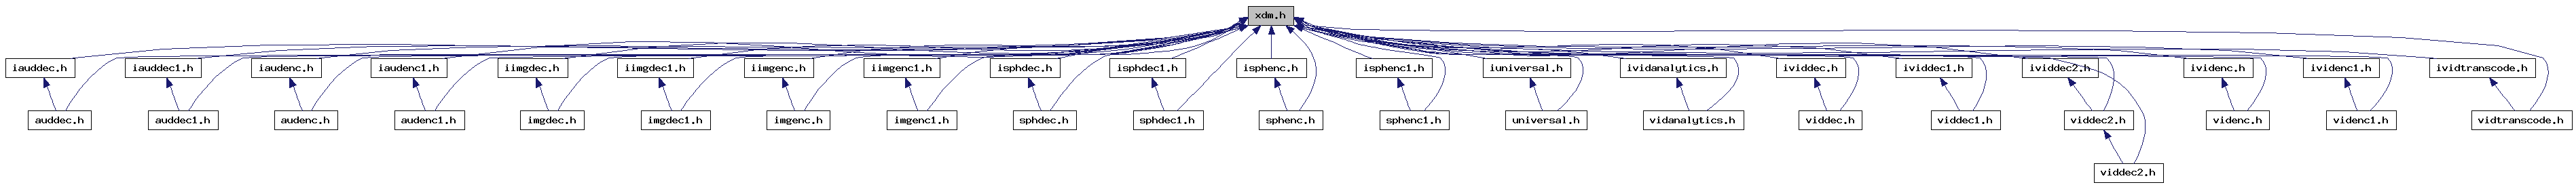 xdm.h
iauddec.h
iauddec1.h
iaudenc.h
iaudenc1.h
iimgdec.h
iimgdec1.h
iimgenc.h
iimgenc1.h
isphdec.h
isphdec1.h
isphenc.h
isphenc1.h
iuniversal.h
ividanalytics.h
ividdec.h
ividdec1.h
ividdec2.h
ividenc.h
ividenc1.h
ividtranscode.h
auddec.h
auddec1.h
audenc.h
audenc1.h
imgdec.h
imgdec1.h
imgenc.h
imgenc1.h
sphdec.h
sphdec1.h
sphenc.h
sphenc1.h
universal.h
vidanalytics.h
viddec.h
viddec1.h
viddec2.h
videnc.h
videnc1.h
vidtranscode.h
viddec2.h